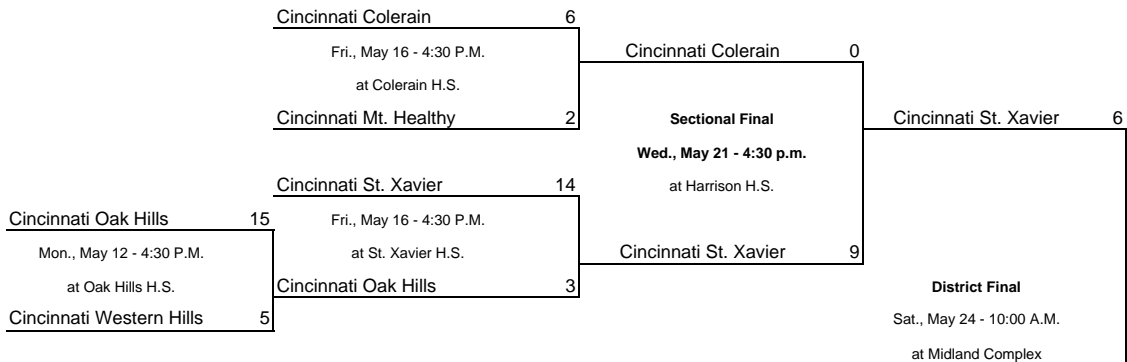 Cincinnati Colerain 6
Fri., May 16 - 4:30 P.M.
at Colerain H.S.
Cincinnati Mt. Healthy 2
Cincinnati Colerain 0
Sectional Final
Wed., May 21 - 4:30 p.m.
at Harrison H.S.
Cincinnati St. Xavier 6
Cincinnati St. Xavier 14
Fri., May 16 - 4:30 P.M.
at St. Xavier H.S.
Cincinnati Oak Hills 3
Cincinnati Oak Hills 15
Mon., May 12 - 4:30 P.M.
at Oak Hills H.S.
Cincinnati Western Hills 5
Cincinnati St. Xavier 9
District Final
Sat., May 24 - 10:00 A.M.
at Midland Complex